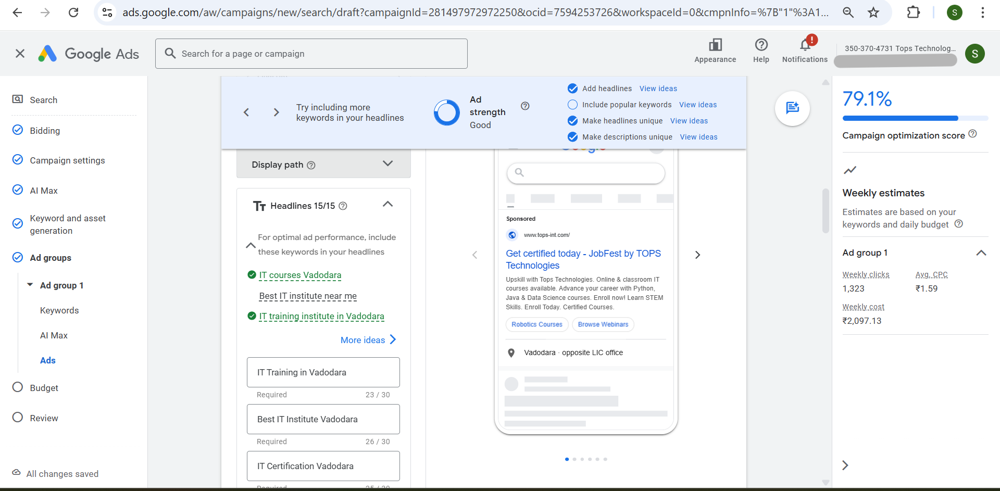 ads.google.com/aw/campaigns/new/search/draft?campaignId=281497972972250&ocid=7594253726&workspaceId=0&cmpnInfo=%7B"1"%3A1...
S
Google Ads
Search for a page or campaign
Appearance
Help
!
Notifications
350-370-4731 Tops Technolog...
S
Search
Bidding
Campaign settings
AI Max
Keyword and asset
generation
Ad groups
Ad group 1
Keywords
AI Max
Ads
Budget
Review
All changes saved
Try including more
keywords in your headlines
Ad
strength
Good
Add headlines View ideas
Include popular keywords View ideas
Make headlines unique View ideas
Make descriptions unique View ideas
Display path
Headlines 15/15
For optimal ad performance, include
these keywords in your headlines
IT courses Vadodara
Best IT institute near me
IT training institute in Vadodara
More ideas
IT Training in Vadodara
Required 23 / 30
Best IT Institute Vadodara
Required 26 / 30
IT Certification Vadodara
Required 25 / 30
Google
Sponsored
www.tops-int.com/
Get certified today - JobFest by TOPS
Technologies
Upskill with Tops Technologies. Online & classroom IT
courses available. Advance your career with Python,
Java & Data Science courses. Enroll now! Learn STEM
Skills. Enroll Today. Certified Courses.
Robotics Courses
Browse Webinars
Vadodara · opposite LIC office
79.1%
Campaign optimization score
Weekly estimates
Estimates are based on your
keywords and daily budget
Ad group 1
Weekly clicks Avg. CPC
1,323 ₹1.59
Weekly cost
₹2,097.13